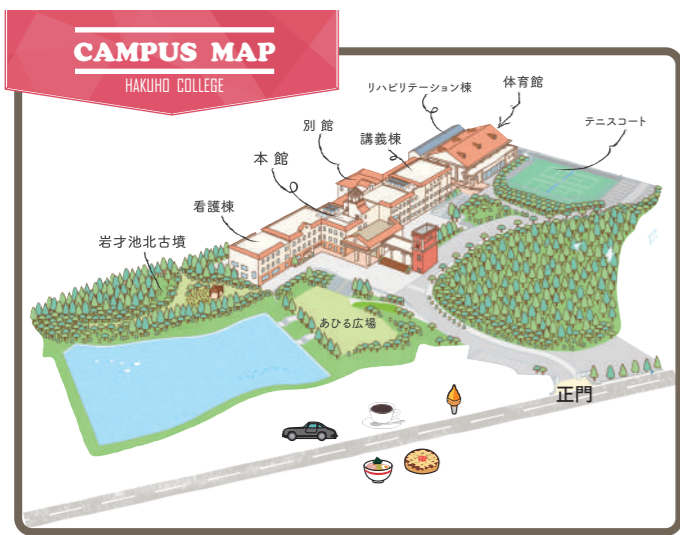 CAMPUS MAP
HAKUHO COLLEGE
リハビリテーション棟
体育館
テニスコート
別館
講義棟
本館
看護棟
岩才池北古墳
あひる広場
正門